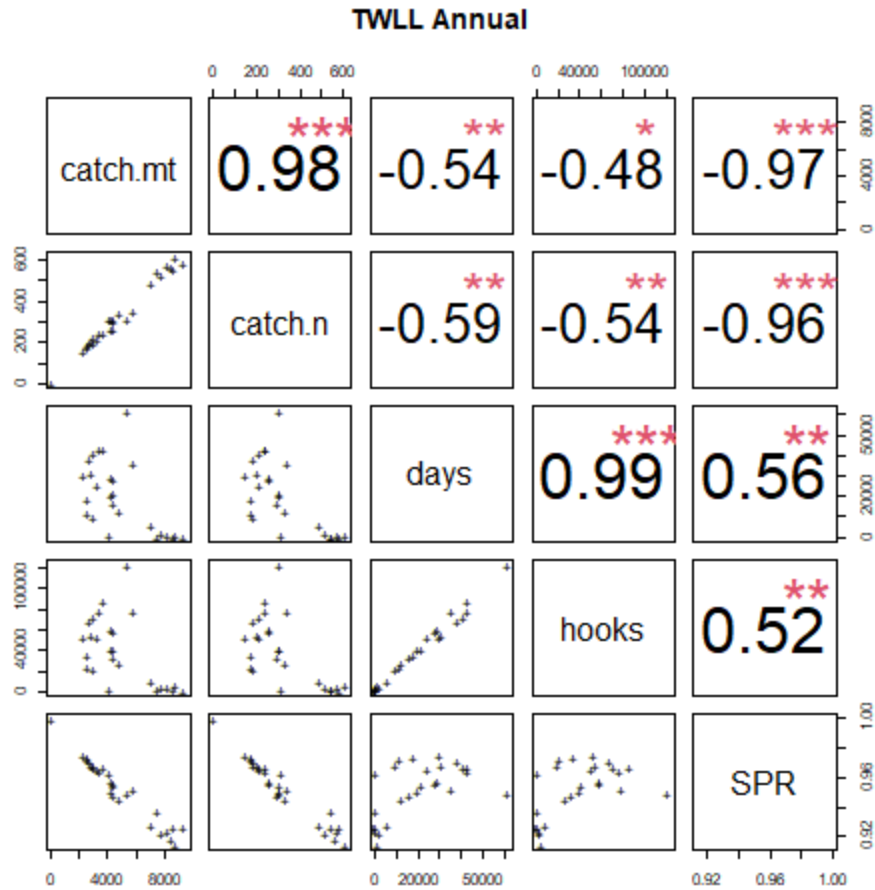 TWLL Annual
0 200 400 600 0 40000 100000
catch.mt 0.98 *** -0.54 ** -0.48 * -0.97 *** 0 4000 8000
0 200 400 600 catch.n -0.59 ** -0.54 ** -0.96 ***
days 0.99 *** 0.56 ** 0 20000 50000
0 40000 100000 hooks 0.52 **
SPR 0.92 0.96 1.00
0 4000 8000 0 20000 50000 0.92 0.96 1.00